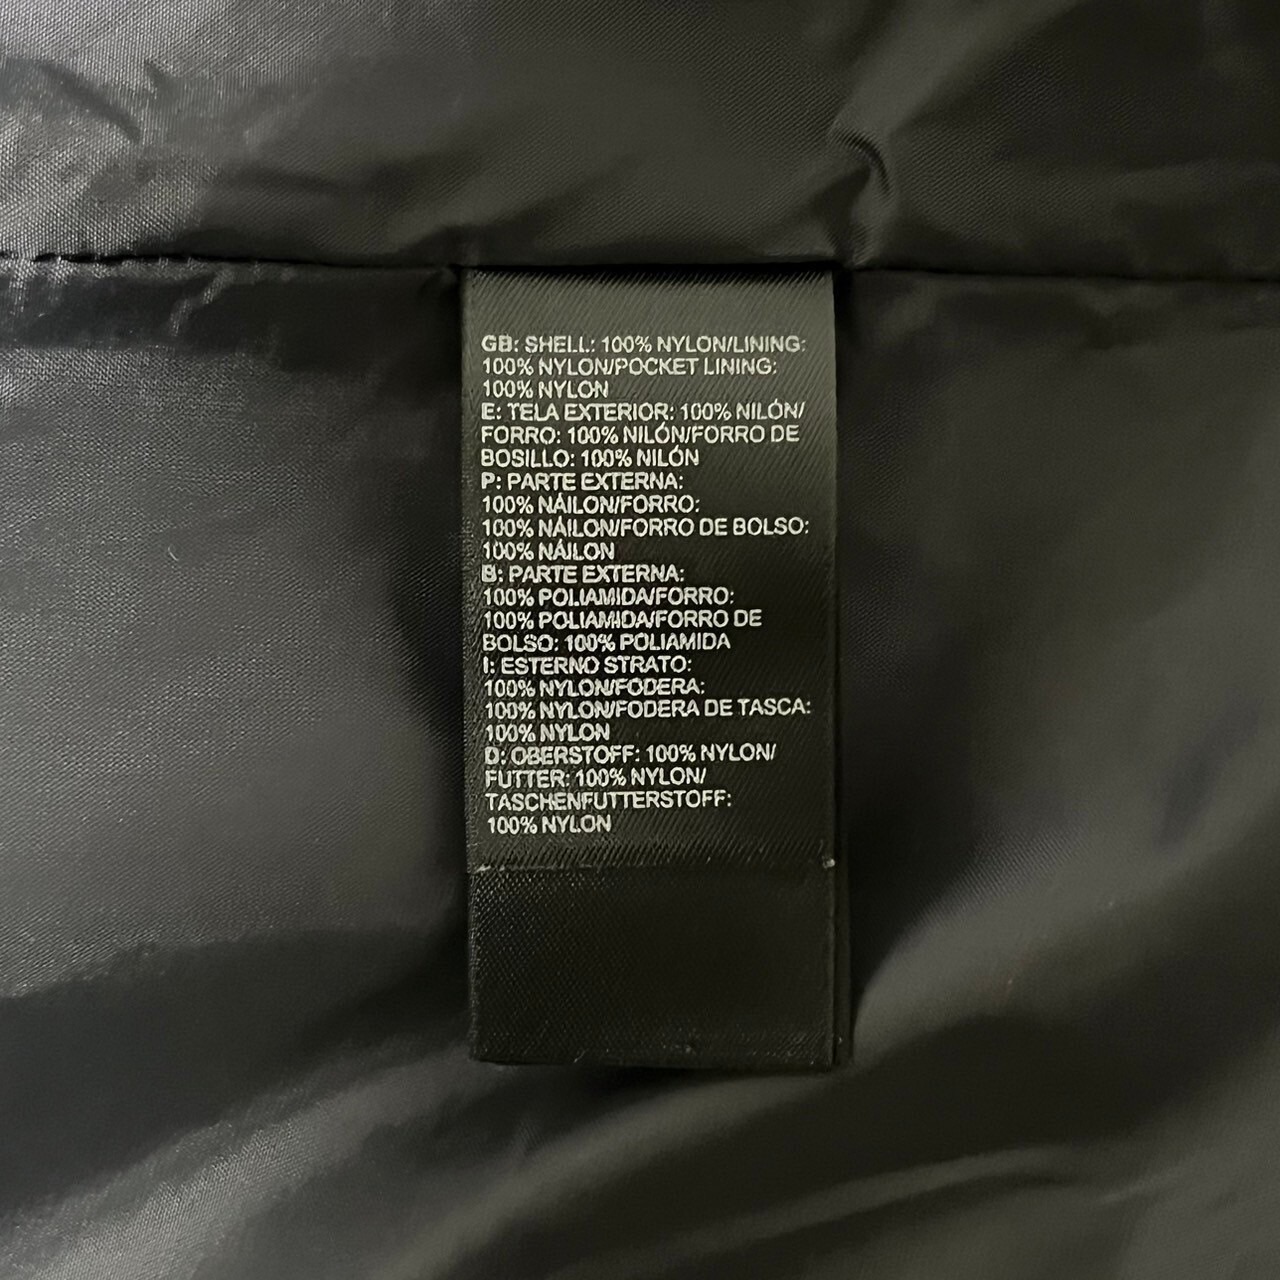 GB: SHELL: 100% NYLON/LINING:
100% NYLON/POCKET LINING:
100% NYLON
E: TELA EXTERIOR: 100% NILÓN/
FORRO: 100% NILÓN/FORRO DE
BOSILLO: 100% NILÓN
P: PARTE EXTERNA:
100% NÁILON/FORRO:
100% NÁILON/FORRO DE BOLSO:
100% NÁILON
B: PARTE EXTERNA:
100% POLIAMIDA/FORRO:
100% POLIAMIDA/FORRO DE
BOLSO: 100% POLIAMIDA
I: ESTERNO STRATO:
100% NYLON/FODERA:
100% NYLON/FODERA DE TASCA:
100% NYLON
D: OBERSTOFF: 100% NYLON/
FUTTER: 100% NYLON/
TASCHENFUTTERSTOFF:
100% NYLON